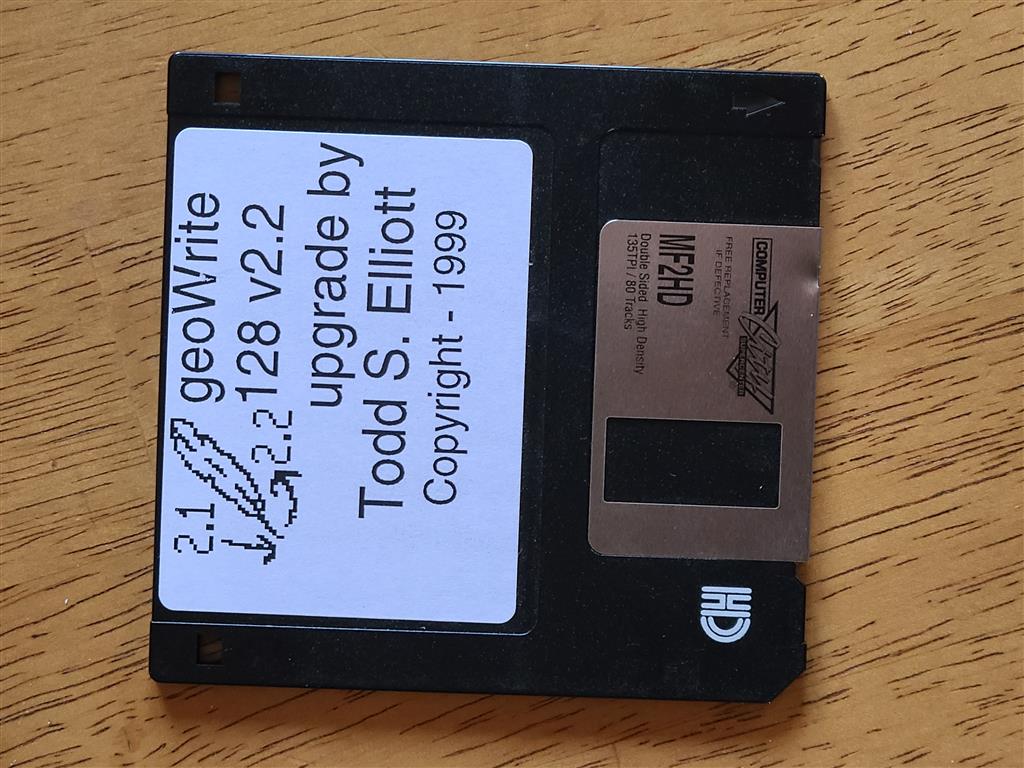 2.1
2.2
geoWrite
128 v2.2
upgrade by
Todd S. Elliott
Copyright - 1999
MF2HD
Double Sided High Density
135TPI / 80 Tracks
FREE REPLACEMENT
IF DEFECTIVE
COMPUTER
City
HD